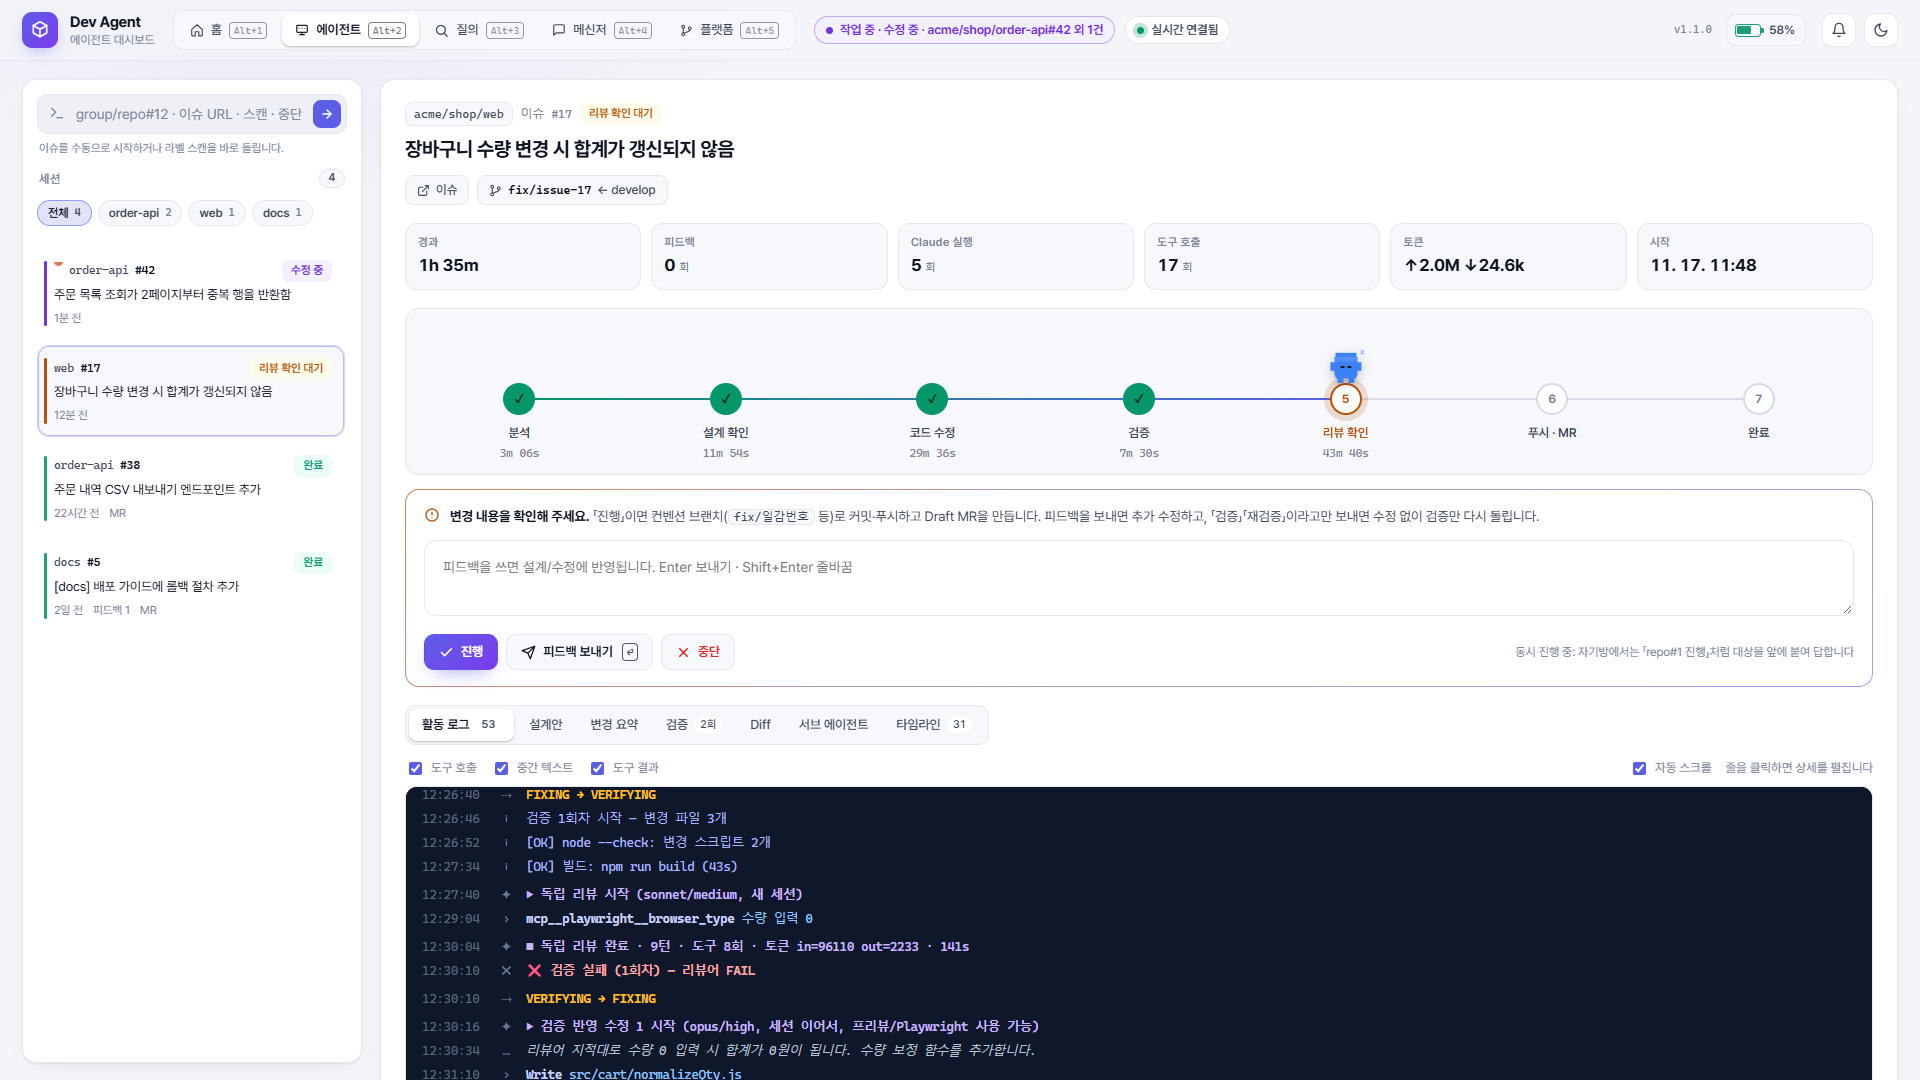 Dev Agent
에이전트 대시보드
홈 Alt+1
에이전트 Alt+2
질의 Alt+3
메신저 Alt+4
플랫폼 Alt+5
작업 중 · 수정 중 · acme/shop/order-api#42 외 1건
실시간 연결됨
v1.1.0
58%
group/repo#12 · 이슈 URL · 스캔 · 중단
이슈를 수동으로 시작하거나 라벨 스캔을 바로 돌립니다.
세션 4
전체 4 order-api 2 web 1 docs 1
order-api #42 수정 중
주문 목록 조회가 2페이지부터 중복 행을 반환함
1분 전
web #17 리뷰 확인 대기
장바구니 수량 변경 시 합계가 갱신되지 않음
12분 전
order-api #38 완료
주문 내역 CSV 내보내기 엔드포인트 추가
22시간 전 MR
docs #5 완료
[docs] 배포 가이드에 롤백 절차 추가
2일 전 피드백 1 MR
acme/shop/web 이슈 #17 리뷰 확인 대기
장바구니 수량 변경 시 합계가 갱신되지 않음
이슈
fix/issue-17 ← develop
경과
1h 35m
피드백
0 회
Claude 실행
5 회
도구 호출
17 회
토큰
↑2.0M ↓24.6k
시작
11. 17. 11:48
✓ ✓ ✓ ✓ 5 6 7
분석 설계 확인 코드 수정 검증 리뷰 확인 푸시 · MR 완료
3m 06s 11m 54s 29m 36s 7m 30s 43m 40s
변경 내용을 확인해 주세요. 「진행」이면 컨벤션 브랜치( fix/일감번호 등)로 커밋·푸시하고 Draft MR을 만듭니다. 피드백을 보내면 추가 수정하고, 「검증」「재검증」이라고만 보내면 수정 없이 검증만 다시 돌립니다.
피드백을 쓰면 설계/수정에 반영됩니다. Enter 보내기 · Shift+Enter 줄바꿈
진행
피드백 보내기
중단
동시 진행 중: 자기방에서는 「repo#1 진행」처럼 대상을 앞에 붙여 답합니다
활동 로그 53 설계안 변경 요약 검증 2회 Diff 서브 에이전트 타임라인 31
도구 호출 중간 텍스트 도구 결과
자동 스크롤 줄을 클릭하면 상세를 펼칩니다
12:26:40 → FIXING → VERIFYING
12:26:46 i 검증 1회차 시작 — 변경 파일 3개
12:26:52 i [OK] node --check: 변경 스크립트 2개
12:27:34 i [OK] 빌드: npm run build (43s)
12:27:40 ✦ ▶ 독립 리뷰 시작 (sonnet/medium, 새 세션)
12:29:04 › mcp__playwright__browser_type 수량 입력 0
12:30:04 ✦ ■ 독립 리뷰 완료 · 9턴 · 도구 8회 · 토큰 in=96110 out=2233 · 141s
12:30:10 ✕ ❌ 검증 실패 (1회차) — 리뷰어 FAIL
12:30:10 → VERIFYING → FIXING
12:30:16 ✦ ▶ 검증 반영 수정 1 시작 (opus/high, 세션 이어서, 프리뷰/Playwright 사용 가능)
12:30:34 … 리뷰어 지적대로 수량 0 입력 시 합계가 0원이 됩니다. 수량 보정 함수를 추가합니다.
12:31:10 › Write src/cart/normalizeQty.js